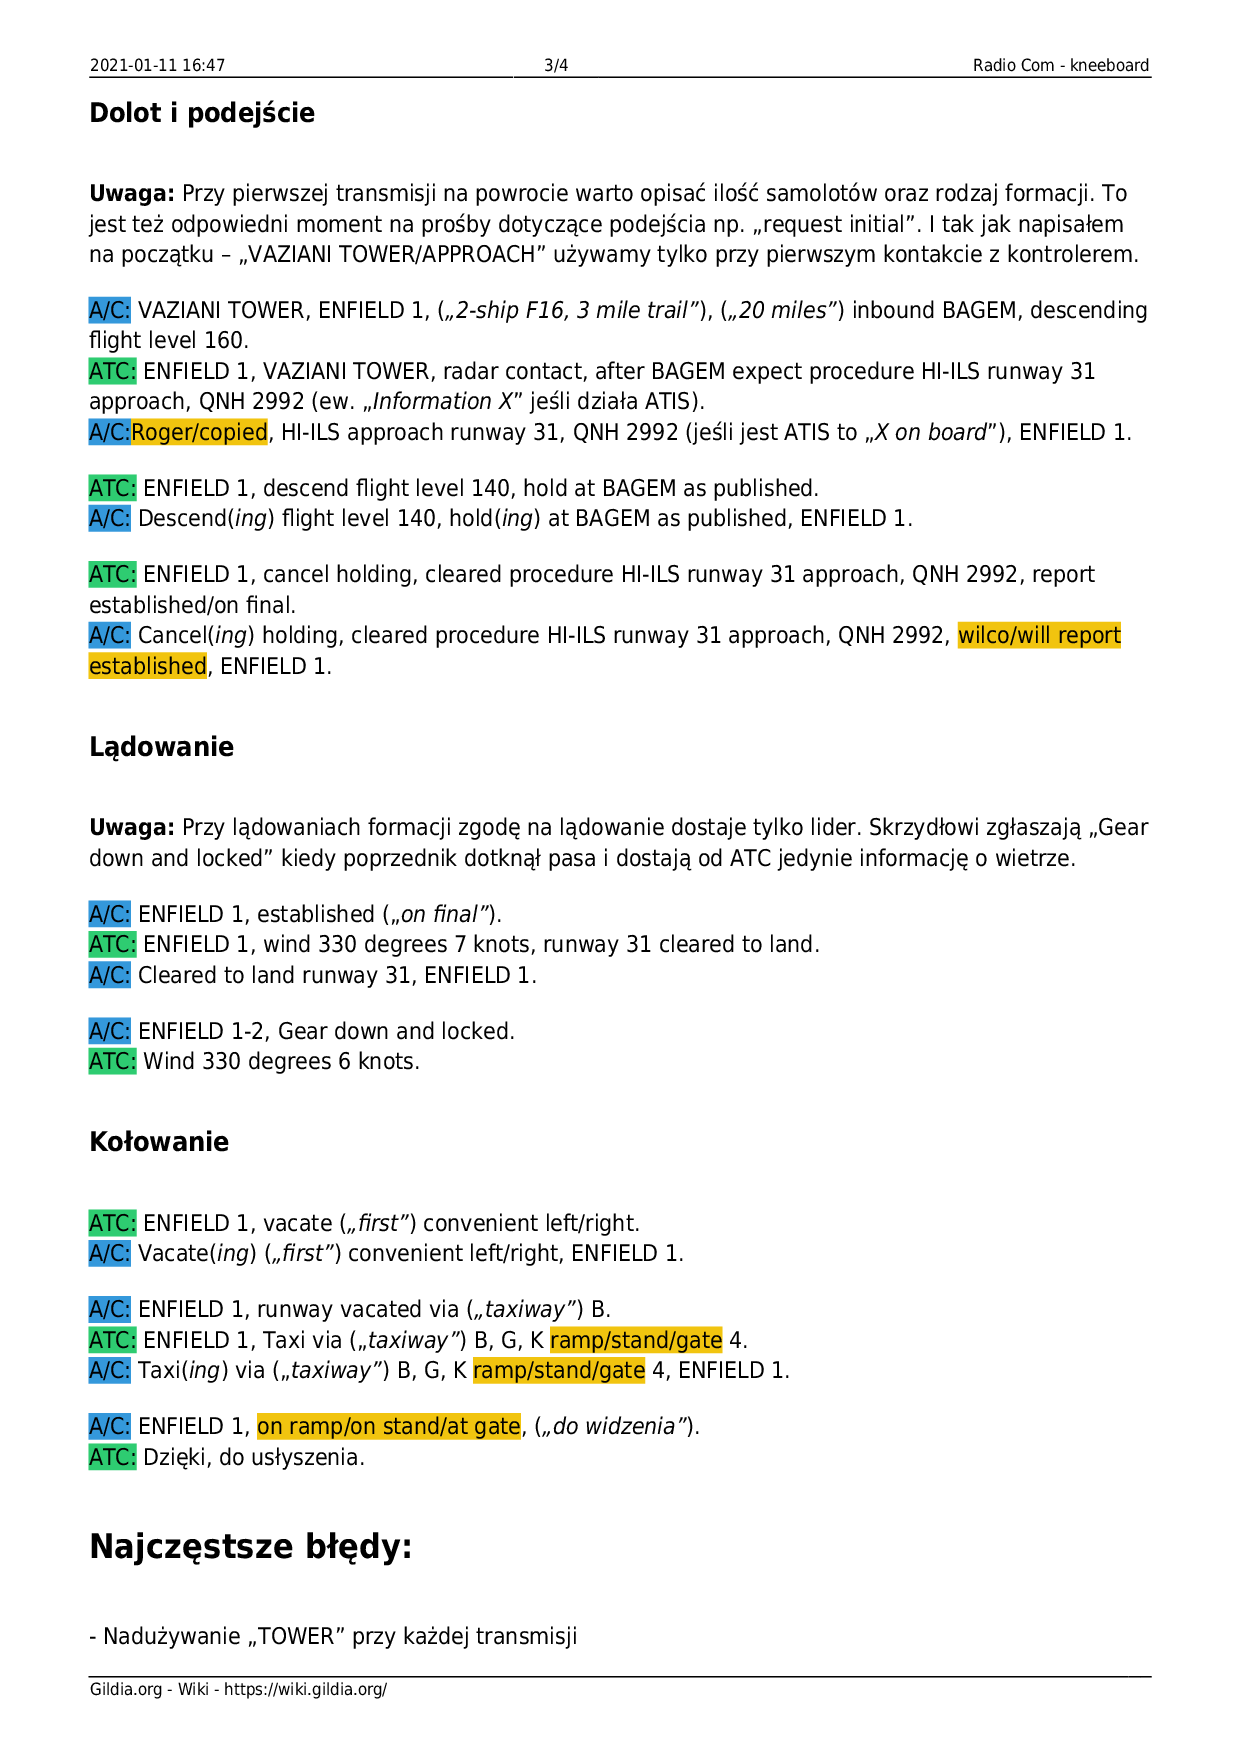 2021-01-11 16:47 3/4 Radio Com - kneeboard
Dolot i podejście
Uwaga: Przy pierwszej transmisji na powrocie warto opisać ilość samolotów oraz rodzaj formacji. To
jest też odpowiedni moment na prośby dotyczące podejścia np. „request initial”. I tak jak napisałem
na początku – „VAZIANI TOWER/APPROACH” używamy tylko przy pierwszym kontakcie z kontrolerem.
A/C: VAZIANI TOWER, ENFIELD 1, („2-ship F16, 3 mile trail”), („20 miles”) inbound BAGEM, descending
flight level 160.
ATC: ENFIELD 1, VAZIANI TOWER, radar contact, after BAGEM expect procedure HI-ILS runway 31
approach, QNH 2992 (ew. „Information X” jeśli działa ATIS).
A/C:Roger/copied, HI-ILS approach runway 31, QNH 2992 (jeśli jest ATIS to „X on board”), ENFIELD 1.
ATC: ENFIELD 1, descend flight level 140, hold at BAGEM as published.
A/C: Descend(ing) flight level 140, hold(ing) at BAGEM as published, ENFIELD 1.
ATC: ENFIELD 1, cancel holding, cleared procedure HI-ILS runway 31 approach, QNH 2992, report
established/on final.
A/C: Cancel(ing) holding, cleared procedure HI-ILS runway 31 approach, QNH 2992, wilco/will report
established, ENFIELD 1.
Lądowanie
Uwaga: Przy lądowaniach formacji zgodę na lądowanie dostaje tylko lider. Skrzydłowi zgłaszają „Gear
down and locked” kiedy poprzednik dotknął pasa i dostają od ATC jedynie informację o wietrze.
A/C: ENFIELD 1, established („on final”).
ATC: ENFIELD 1, wind 330 degrees 7 knots, runway 31 cleared to land.
A/C: Cleared to land runway 31, ENFIELD 1.
A/C: ENFIELD 1-2, Gear down and locked.
ATC: Wind 330 degrees 6 knots.
Kołowanie
ATC: ENFIELD 1, vacate („first”) convenient left/right.
A/C: Vacate(ing) („first”) convenient left/right, ENFIELD 1.
A/C: ENFIELD 1, runway vacated via („taxiway”) B.
ATC: ENFIELD 1, Taxi via („taxiway”) B, G, K ramp/stand/gate 4.
A/C: Taxi(ing) via („taxiway”) B, G, K ramp/stand/gate 4, ENFIELD 1.
A/C: ENFIELD 1, on ramp/on stand/at gate, („do widzenia”).
ATC: Dzięki, do usłyszenia.
Najczęstsze błędy:
- Nadużywanie „TOWER” przy każdej transmisji
Gildia.org - Wiki - https://wiki.gildia.org/